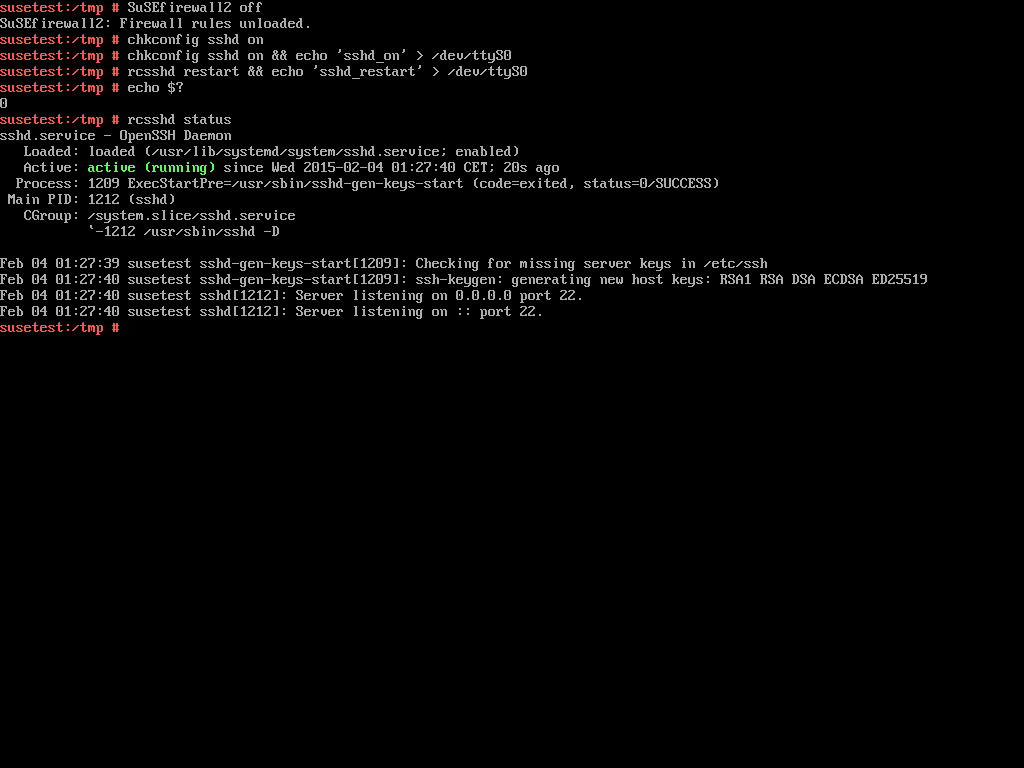 susetest:/tmp # SuSEfirewall2 off
SuSEfirewall2: Firewall rules unloaded.
susetest:/tmp # chkconfig sshd on
susetest:/tmp # chkconfig sshd on && echo 'sshd_on' > /dev/ttyS0
susetest:/tmp # rcsshd restart && echo 'sshd_restart' > /dev/ttyS0
susetest:/tmp # echo $?
0
susetest:/tmp # rcsshd status
sshd.service - OpenSSH Daemon
   Loaded: loaded (/usr/lib/systemd/system/sshd.service; enabled)
   Active: active (running) since Wed 2015-02-04 01:27:40 CET; 20s ago
  Process: 1209 ExecStartPre=/usr/sbin/sshd-gen-keys-start (code=exited, status=0/SUCCESS)
 Main PID: 1212 (sshd)
   CGroup: /system.slice/sshd.service
           `-1212 /usr/sbin/sshd -D

Feb 04 01:27:39 susetest sshd-gen-keys-start[1209]: Checking for missing server keys in /etc/ssh
Feb 04 01:27:40 susetest sshd-gen-keys-start[1209]: ssh-keygen: generating new host keys: RSA1 RSA DSA ECDSA ED25519
Feb 04 01:27:40 susetest sshd[1212]: Server listening on 0.0.0.0 port 22.
Feb 04 01:27:40 susetest sshd[1212]: Server listening on :: port 22.
susetest:/tmp #